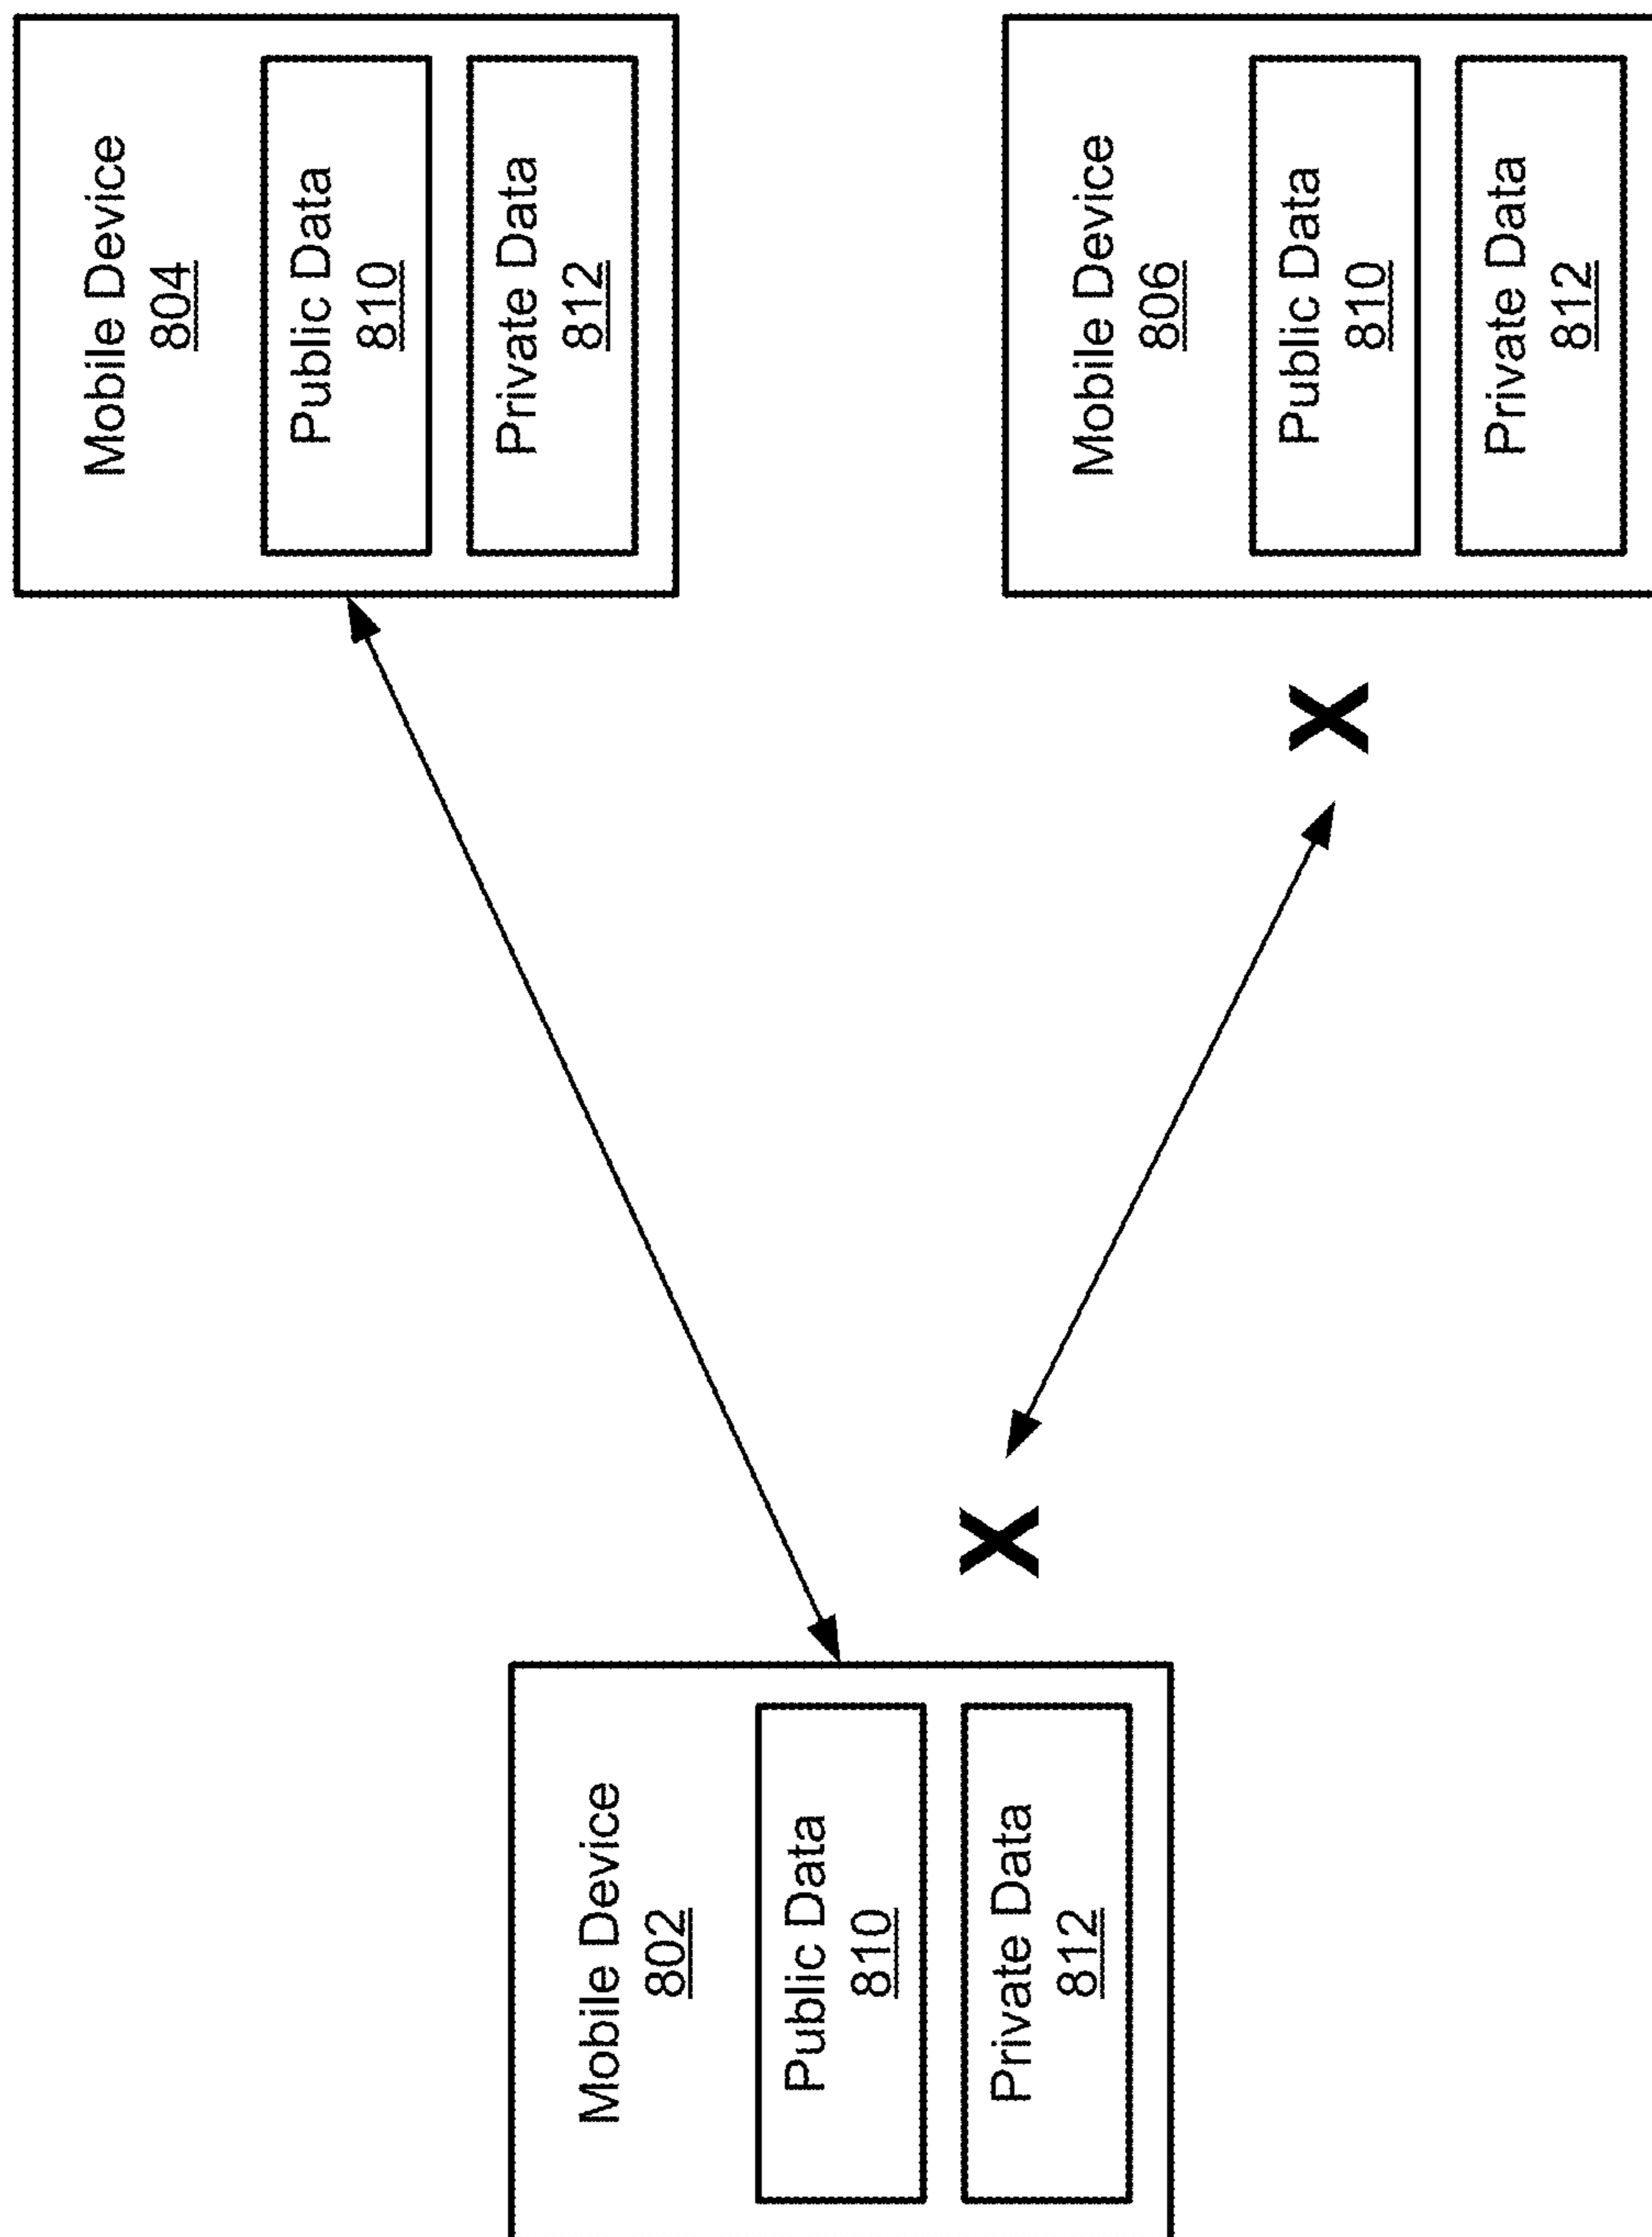 Mobile Device
802
Public Data
810
Private Data
812
X
X
Mobile Device
804
Public Data
810
Private Data
812
Mobile Device
806
Public Data
810
Private Data
812